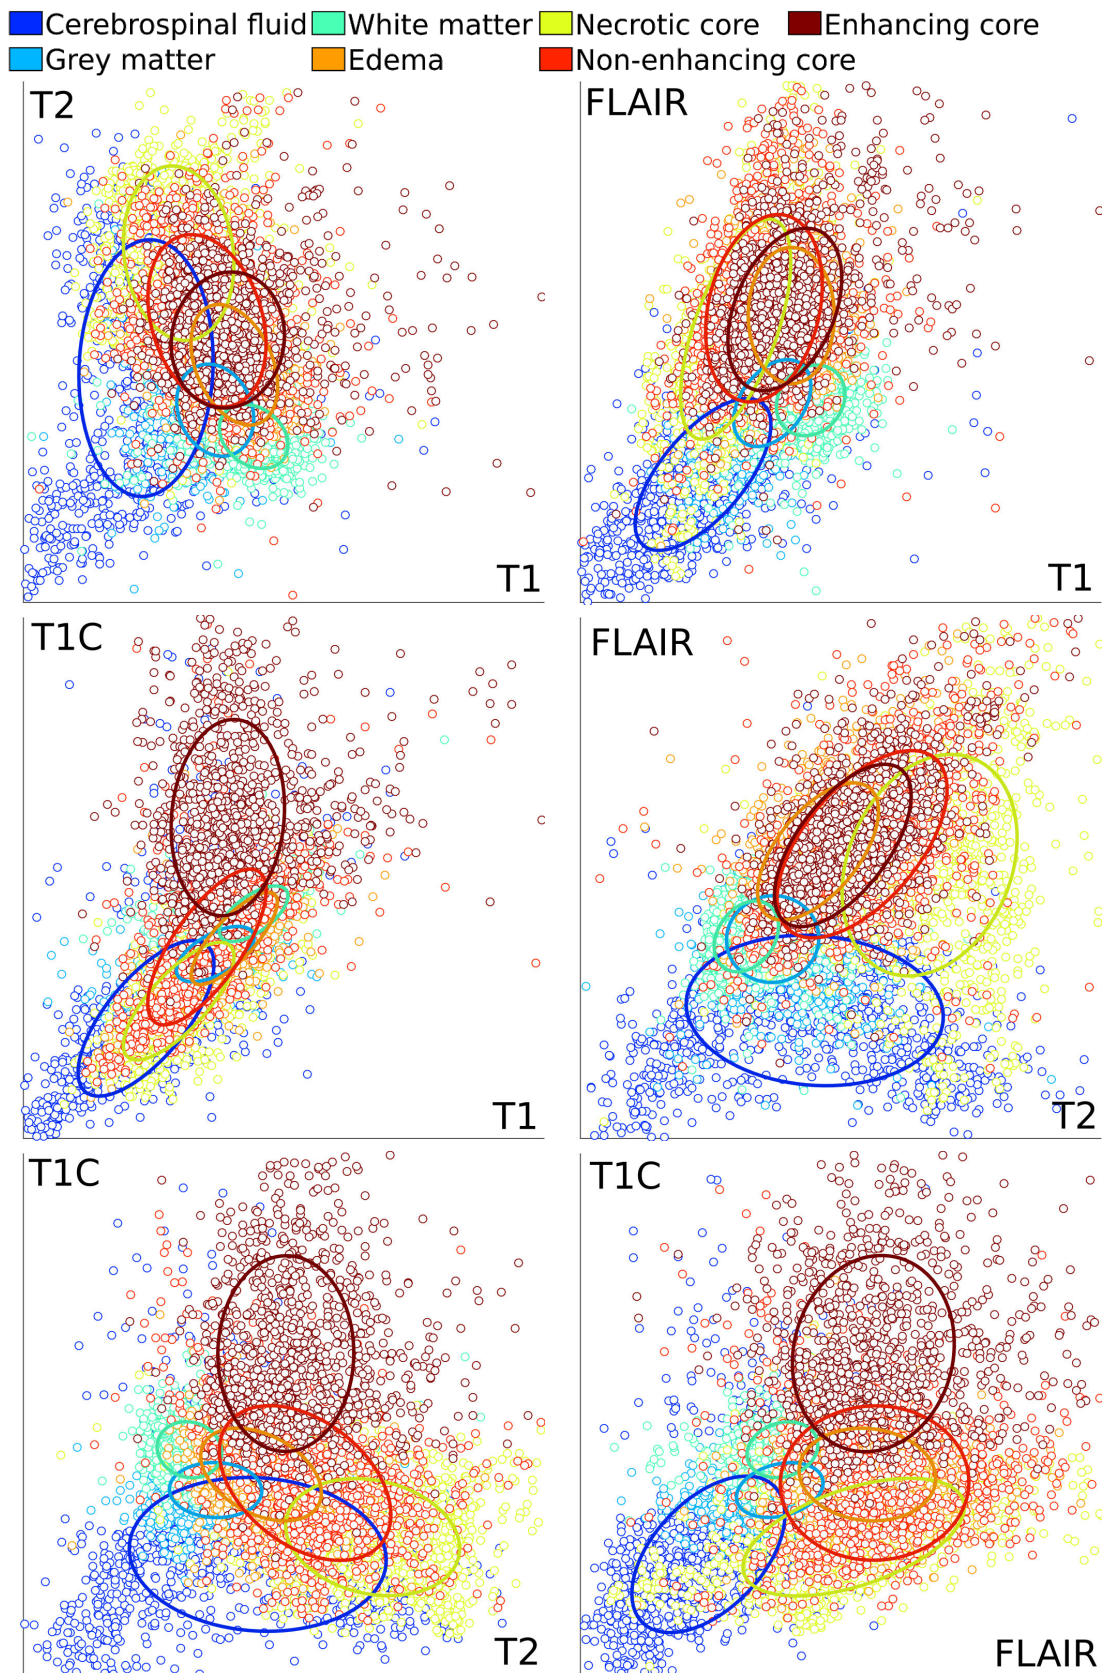 Cerebrospinal fluid White matter Necrotic core Enhancing core
Grey matter Edema Non-enhancing core
T2 FLAIR
T1 T1
T1C FLAIR
T1 T2
T1C T1C
T2 FLAIR